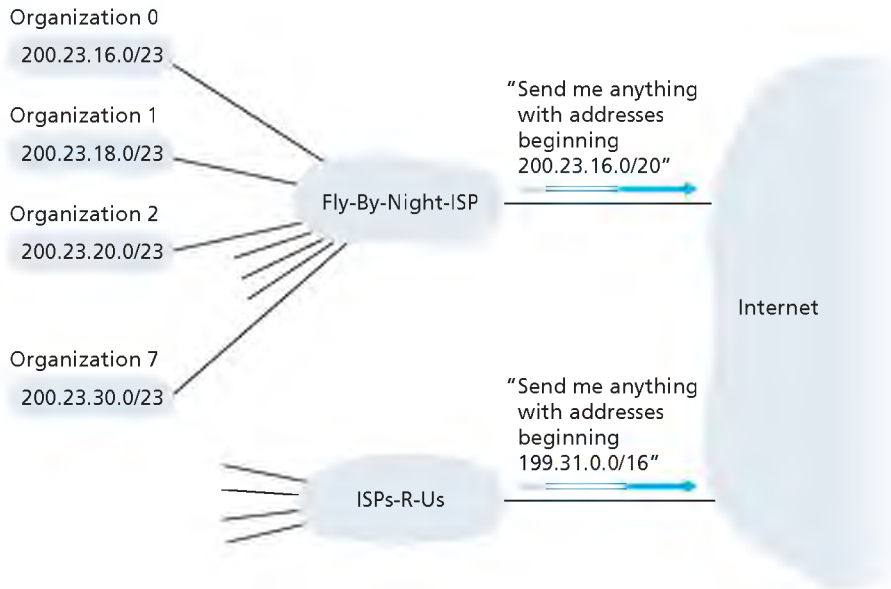 Organization 0
200.23.16.0/23
Organization 1
200.23.18.0/23
Organization 2
200.23.20.0/23
Organization 7
200.23.30.0/23
Fly-By-Night-ISP
"Send me anything
with addresses
beginning
200.23.16.0/20"
Internet
ISPs-R-Us
"Send me anything
with addresses
beginning
199.31.0.0/16"